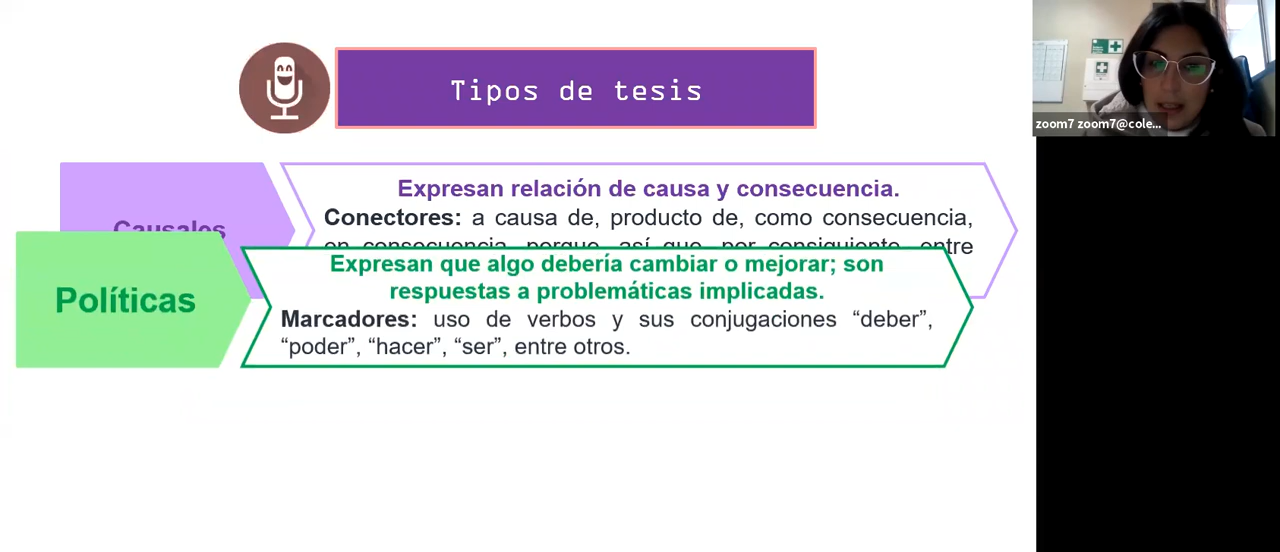 Tipos de tesis
zoom7 zoom7@cole...
Causales
Expresan relación de causa y consecuencia.
Conectores: a causa de, producto de, como consecuencia,
en consecuencia, porque, así que, por consiguiente, entre
Políticas
Expresan que algo debería cambiar o mejorar; son
respuestas a problemáticas implicadas.
Marcadores: uso de verbos y sus conjugaciones “deber”,
“poder”, “hacer”, “ser”, entre otros.